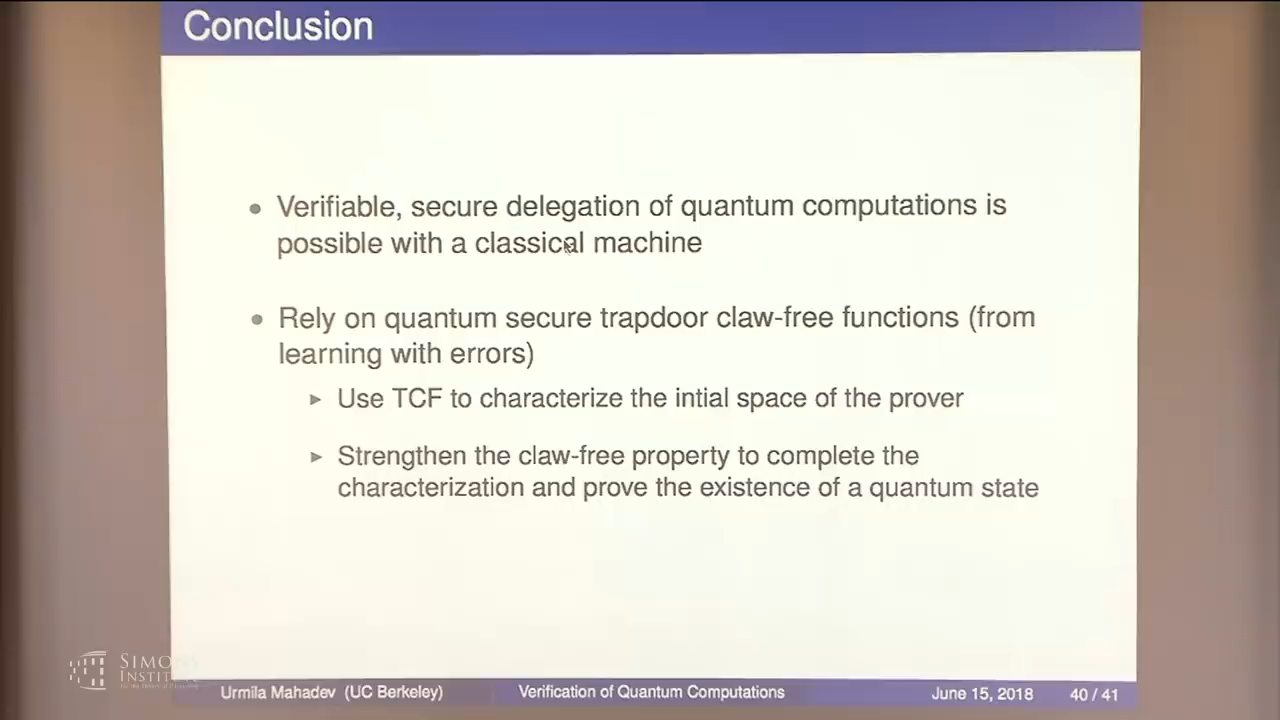 Conclusion
• Verifiable, secure delegation of quantum computations is
possible with a classical machine
• Rely on quantum secure trapdoor claw-free functions (from
learning with errors)
▶ Use TCF to characterize the intial space of the prover
▶ Strengthen the claw-free property to complete the
characterization and prove the existence of a quantum state
SIMONS
INSTITUTE
Urmila Mahadev (UC Berkeley) Verification of Quantum Computations June 15, 2018 40 / 41